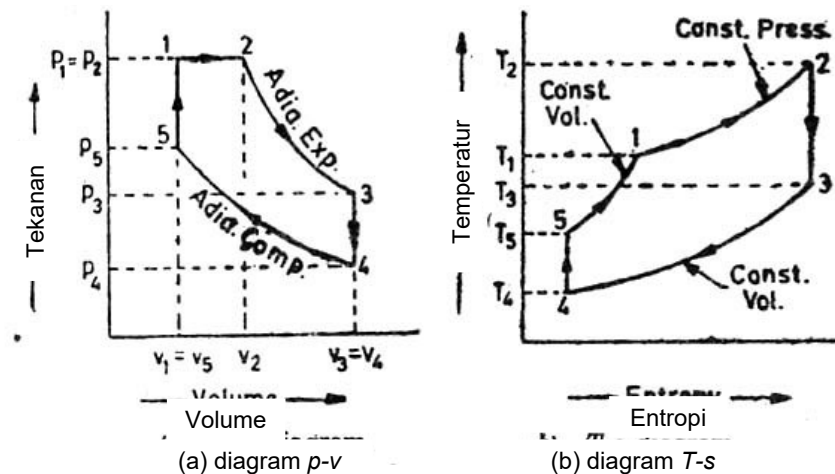 p₁ = p₂
p₅
p₃
p₄
Tekanan
1
2
5
3
4
Adia. Exp.
Adia. Comp.
v₁ = v₅
v₂
v₃ = v₄
Volume
(a) diagram p-v
Const. Press.
Const.
Vol.
T₂
T₁
T₃
T₅
T₄
Temperatur
2
1
3
5
4
Const.
Vol.
Entropi
(b) diagram T-s